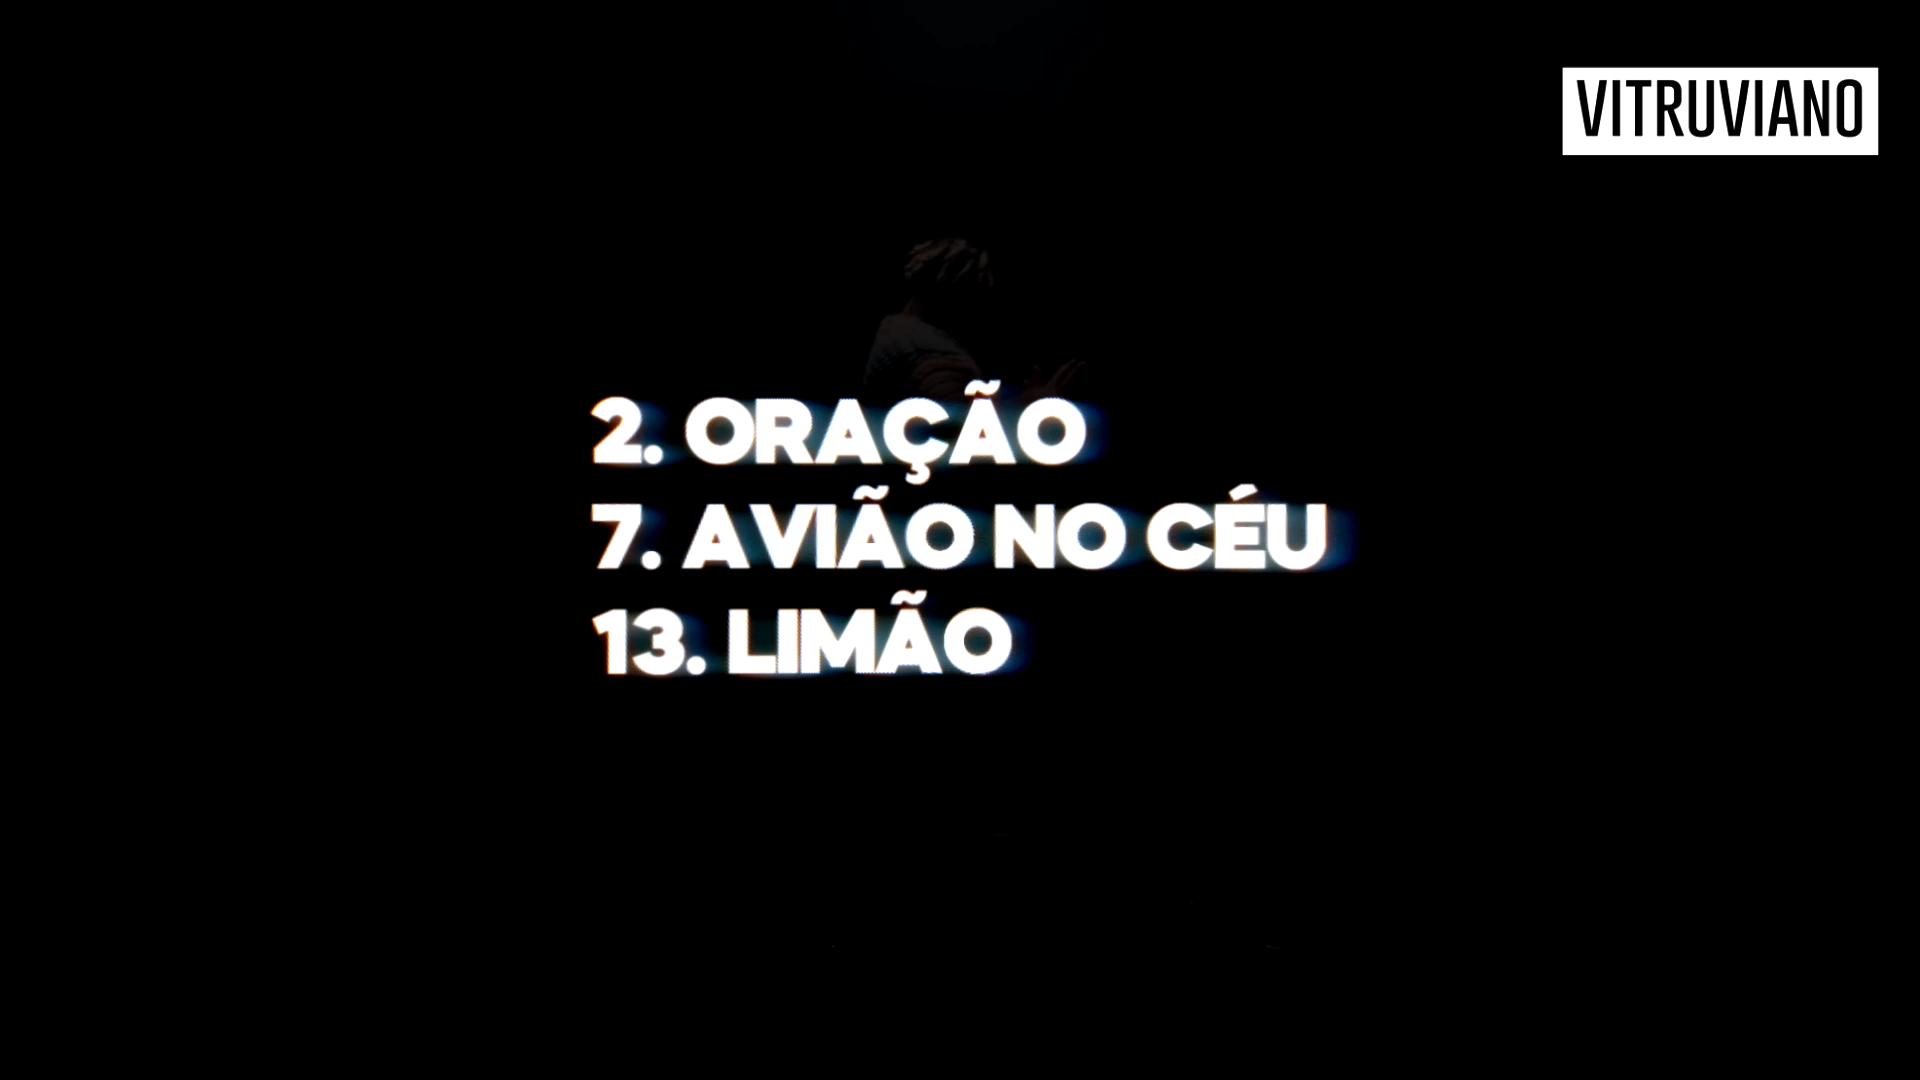 VITRUVIANO
2. ORAÇÃO
7. AVIÃO NO CÉU
13. LIMÃO